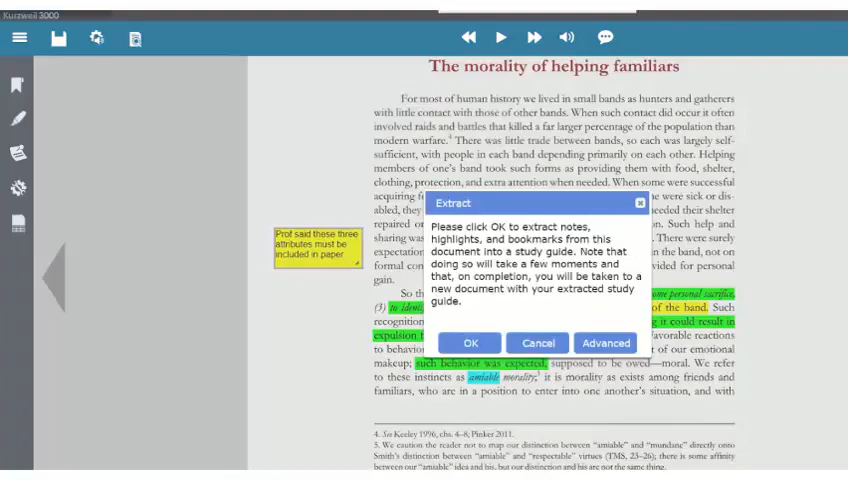 Kurzweil 3000
The morality of helping familiars
For most of human history we lived in small bands as hunters and gatherers
with little contact with those of other bands. When such contact did occur it often
involved raids and battles that killed a far larger percentage of the population than
modern warfare.4 There was little trade between bands, so each was largely self-
sufficient, with people in each band depending primarily on each other. Helping
members of one's band took such forms as providing them with food, shelter,
clothing, protection, and extra attention when needed. When some were successful
acquiring f
e were sick or dis-
abled, they
needed their shelter
repaired or
on. Such help and
sharing was
. There were surely
expectation
in the band, not on
formal con
vided for personal
gain.
So th
ome personal sacrifice,
(3) to identi
of the band. Such
recognition
g it could result in
expulsion
favorable reactions
to behavio
t of our emotional
makeup; such behavior was expected, supposed to be owed—moral. We refer
to these instincts as amiable morality;5 it is morality as exists among friends and
familiars, who are in a position to enter into one another's situation, and with
4. See Keeley 1996, chs. 4–8; Pinker 2011.
5. We caution the reader not to map our distinction between "amiable" and "mundane" directly onto
Smith's distinction between "amiable" and "respectable" virtues (TMS, 23–26); there is some affinity
between our "amiable" idea and his, but our distinction and his are not the same thing.
Prof said these three
attributes must be
included in paper
Extract
Please click OK to extract notes,
highlights, and bookmarks from this
document into a study guide. Note that
doing so will take a few moments and
that, on completion, you will be taken to a
new document with your extracted study
guide.
OK
Cancel
Advanced